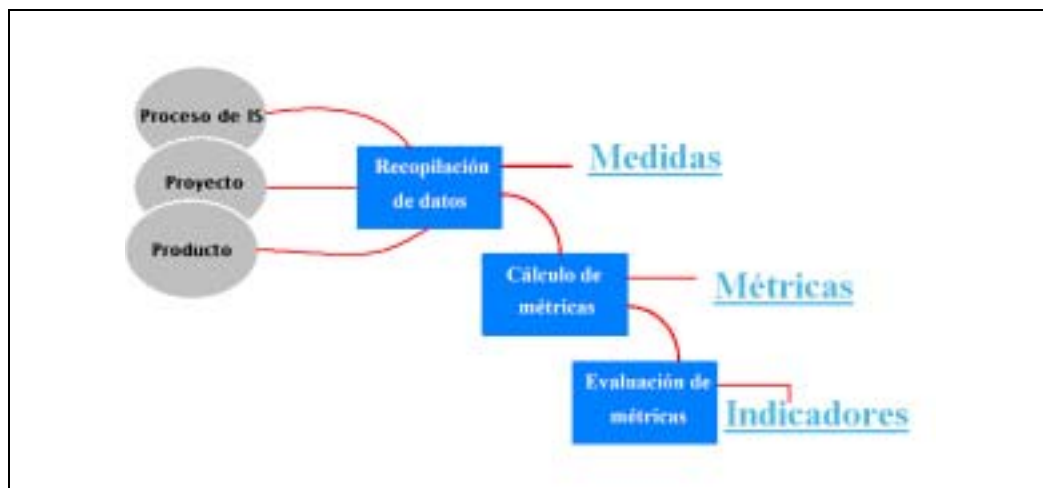 Proceso de IS
Proyecto
Producto
Recopilación
de datos
Medidas
Cálculo de
métricas
Métricas
Evaluación de
métricas
Indicadores